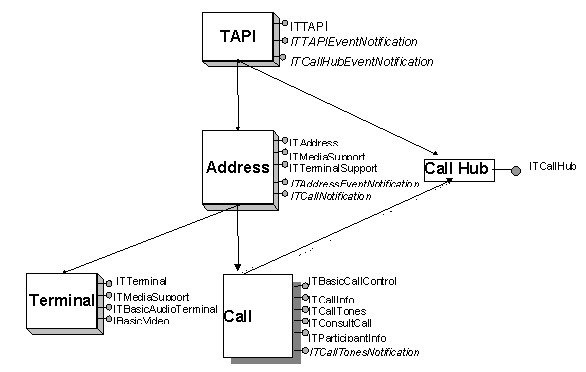 TAPI
ITTAPI
ITTAPIEventNotification
ITCallHubEventNotification
Address
ITAddress
ITMediaSupport
ITTerminalSupport
ITAddressEventNotification
ITCallNotification
Call Hub
ITCallHub
Terminal
ITTerminal
ITMediaSupport
ITBasicAudioTerminal
IBasicVideo
Call
ITBasicCallControl
ITCallInfo
ITCallTones
ITConsultCall
ITParticipantInfo
ITCallTonesNotification